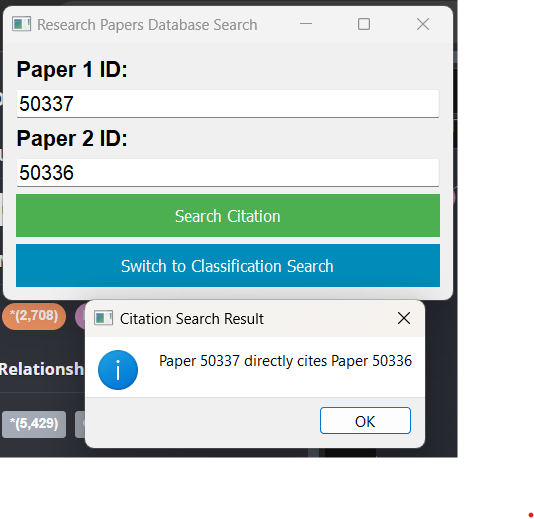 Research Papers Database Search
Paper 1 ID:
50337
Paper 2 ID:
50336
Search Citation
Switch to Classification Search
*(2,708)
Citation Search Result
Paper 50337 directly cites Paper 50336
Relationsh
*(5,429)
OK